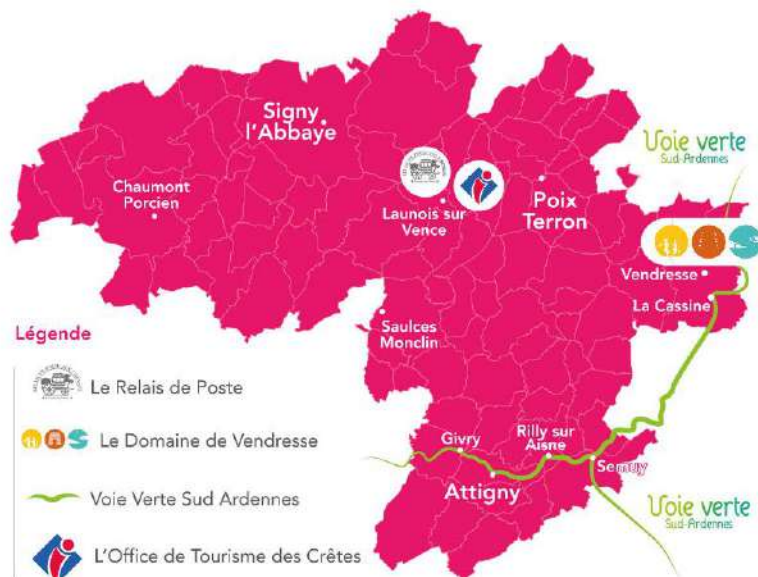 Signy
l'Abbaye
Voie verte
Sud-Ardennes
Chaumont
Porcien
Launois sur
Vence
Poix
Terron
Vendresse
La Cassine
Saulces
Monclin
Légende
Le Relais de Poste
Le Domaine de Vendresse
Givry
Rilly sur
Aisne
Semuy
Attigny
Voie Verte Sud Ardennes
Voie verte
Sud-Ardennes
L'Office de Tourisme des Crêtes